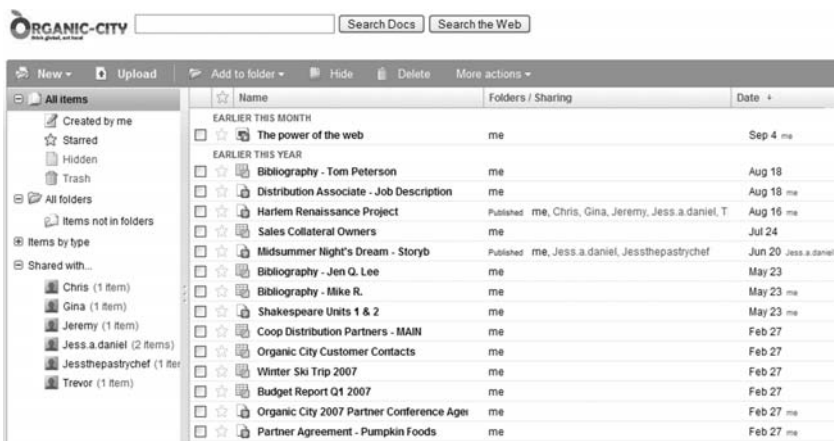 ORGANIC-CITY Search Docs Search the Web
think global, eat local
New Upload Add to folder Hide Delete More actions
All items
Created by me
Starred
Hidden
Trash
All folders
Items not in folders
Items by type
Shared with...
Chris (1 item)
Gina (1 item)
Jeremy (1 item)
Jess.a.daniel (2 items)
Jessthepastrychef (1 iter
Trevor (1 item)
Name Folders / Sharing Date
EARLIER THIS MONTH
The power of the web me Sep 4 me
EARLIER THIS YEAR
Bibliography - Tom Peterson me Aug 18
Distribution Associate - Job Description me Aug 18 me
Harlem Renaissance Project Published me, Chris, Gina, Jeremy, Jess.a.daniel, T Aug 16 me
Sales Collateral Owners me Jul 24
Midsummer Night's Dream - Storyb Published me, Jess.a.daniel, Jessthepastrychef Jun 20 Jess.a.daniel
Bibliography - Jen Q. Lee me May 23
Bibliography - Mike R. me May 23 me
Shakespeare Units 1 & 2 me May 23 me
Coop Distribution Partners - MAIN me Feb 27
Organic City Customer Contacts me Feb 27
Winter Ski Trip 2007 me Feb 27
Budget Report Q1 2007 me Feb 27
Organic City 2007 Partner Conference Agei me Feb 27 me
Partner Agreement - Pumpkin Foods me Feb 27 me